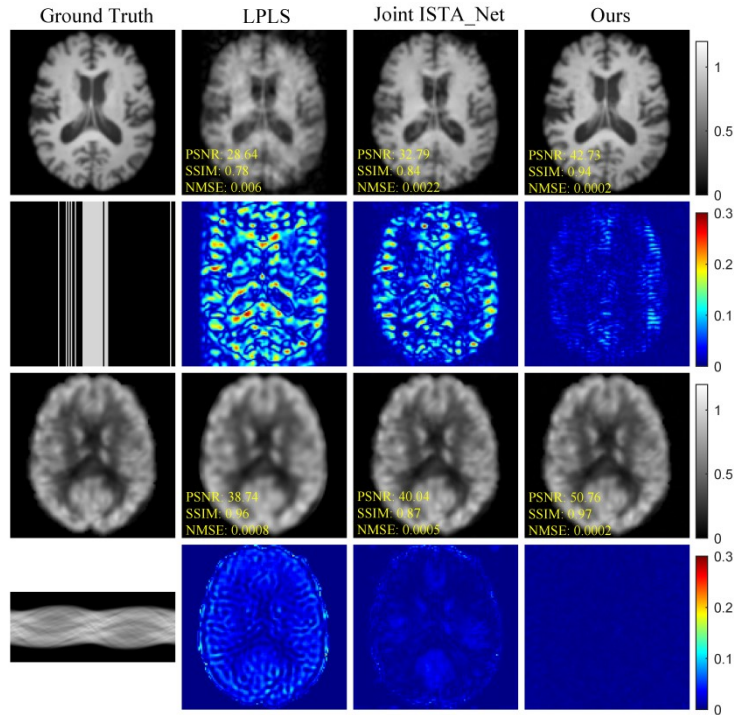 Ground Truth LPLS Joint ISTA_Net Ours
PSNR: 28.64
SSIM: 0.78
NMSE: 0.006
PSNR: 32.79
SSIM: 0.84
NMSE: 0.0022
PSNR: 42.73
SSIM: 0.94
NMSE: 0.0002
1
0.5
0
0.3
0.2
0.1
0
PSNR: 38.74
SSIM: 0.96
NMSE: 0.0008
PSNR: 40.04
SSIM: 0.87
NMSE: 0.0005
PSNR: 50.76
SSIM: 0.97
NMSE: 0.0002
1
0.5
0
0.3
0.2
0.1
0